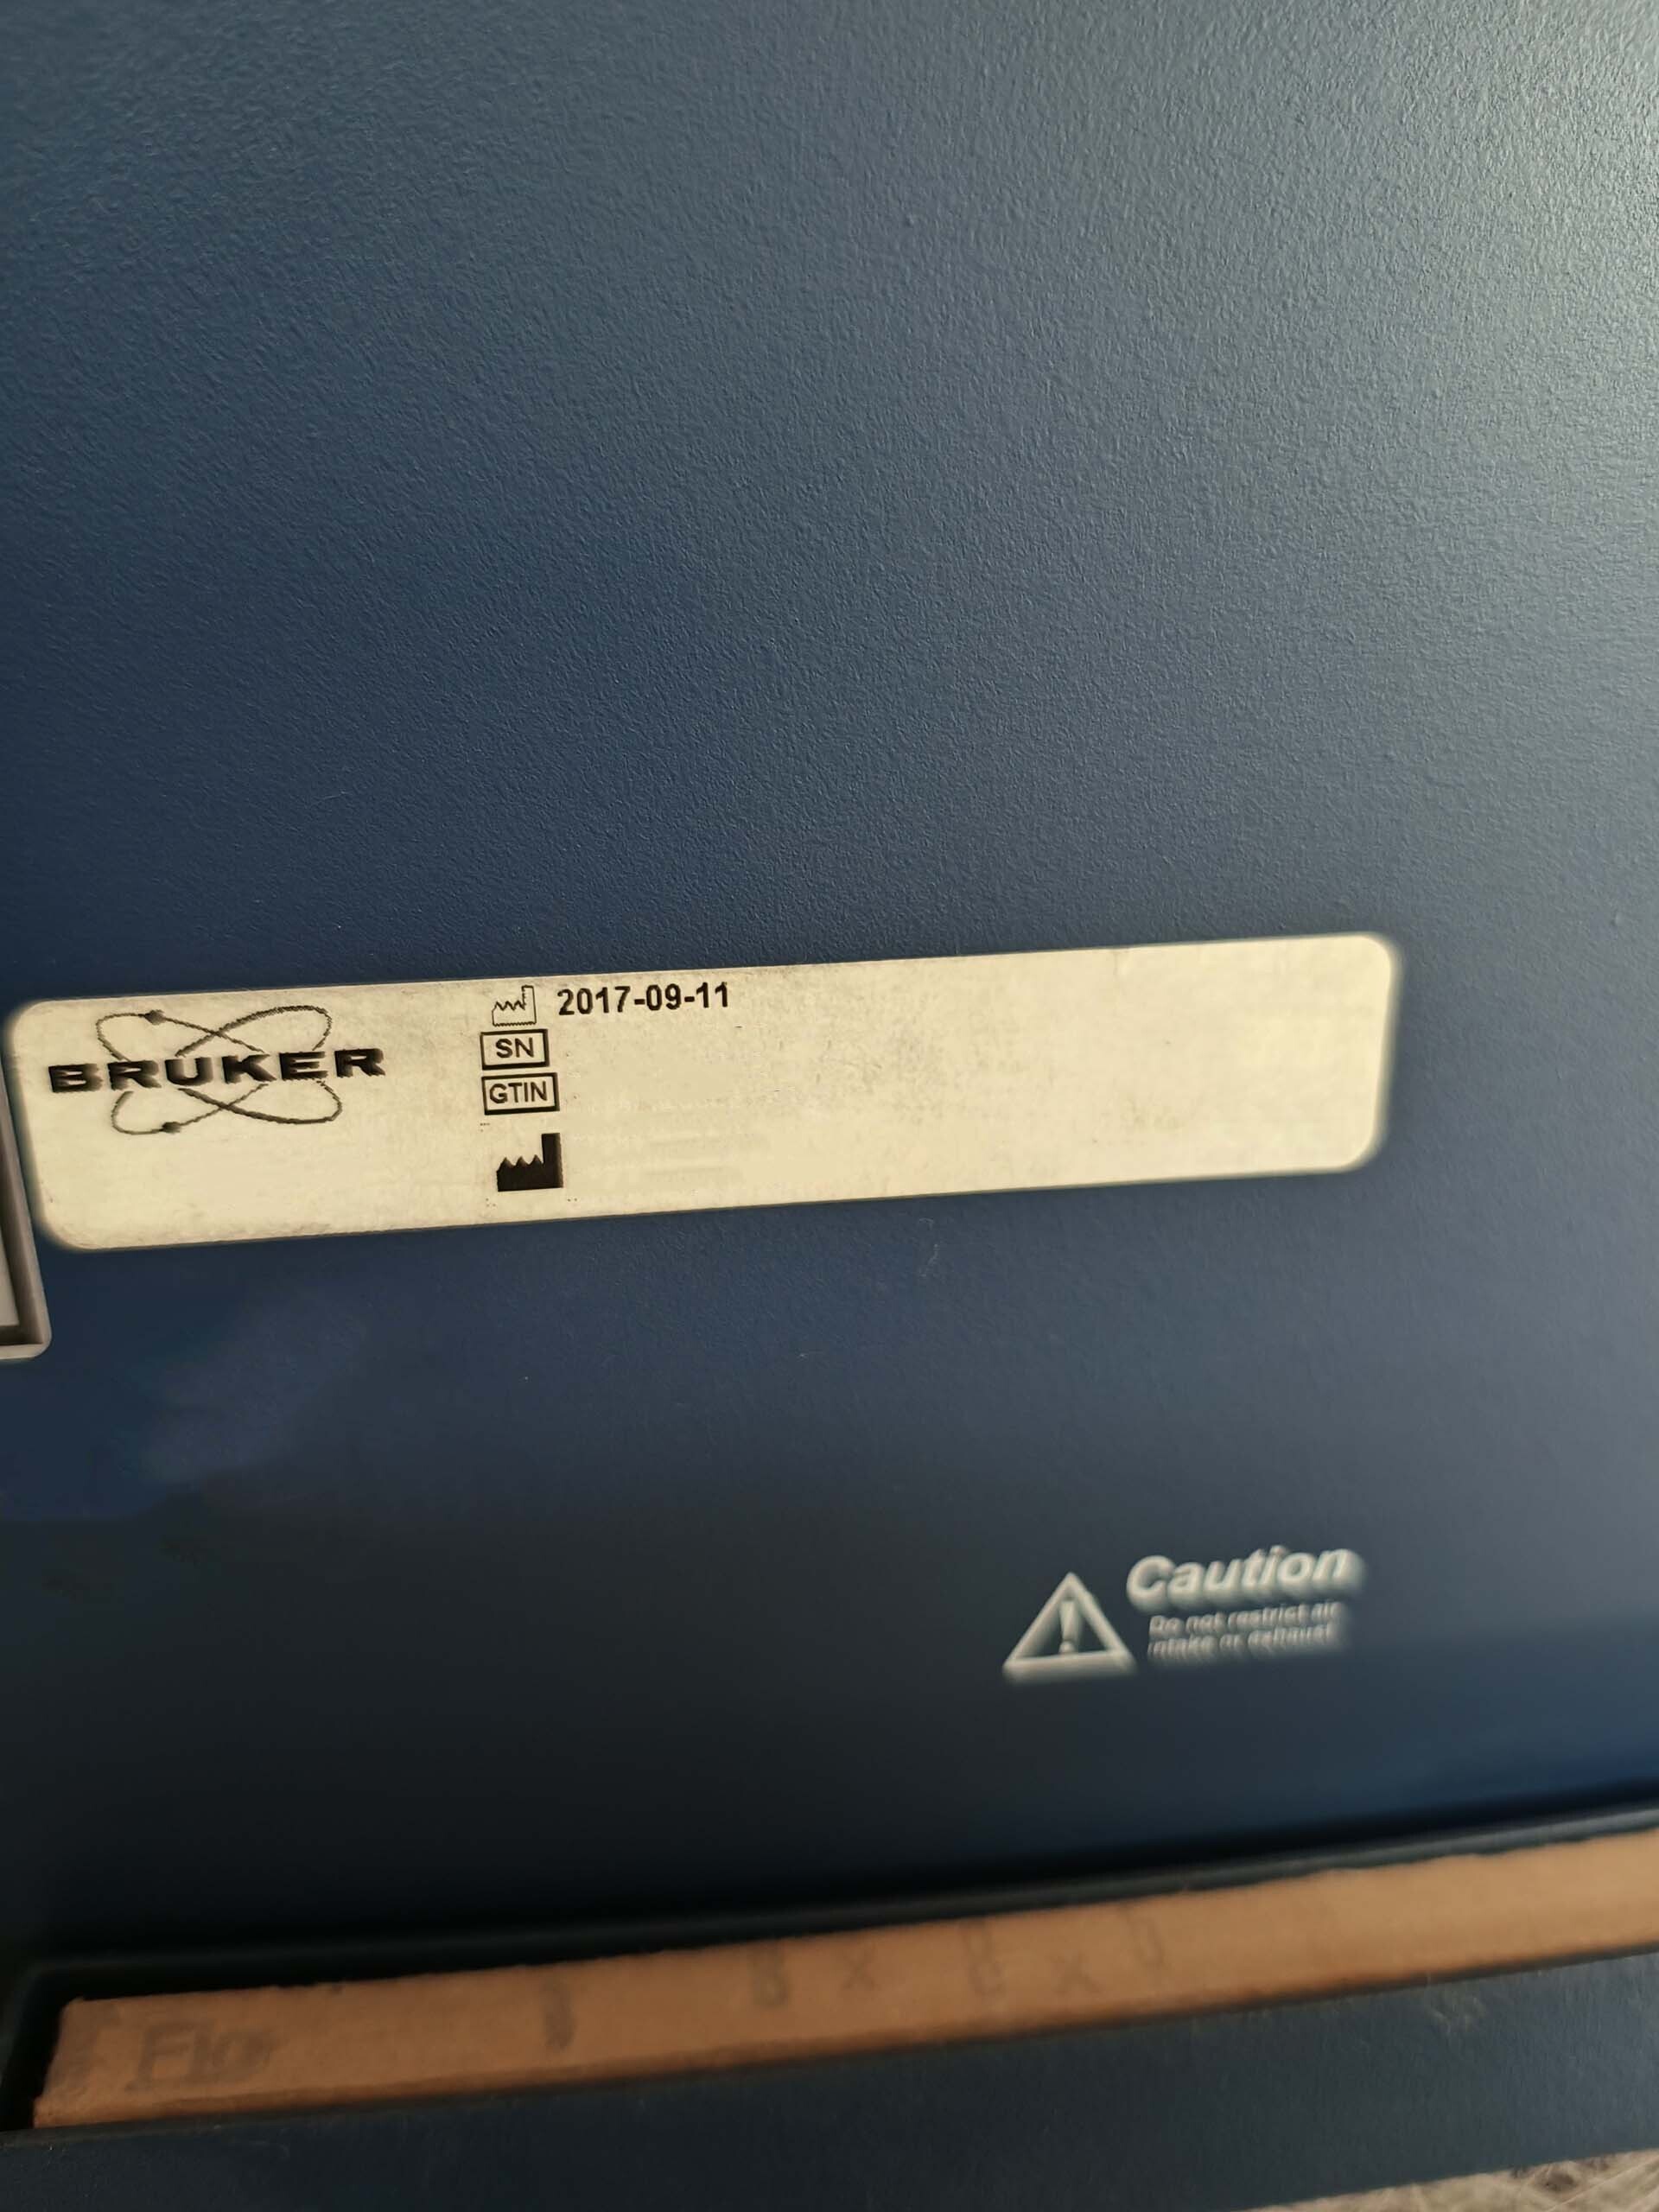 BRUKER
2017-09-11
SN
GTIN
Caution
Do not restrict air
intake or exhaust